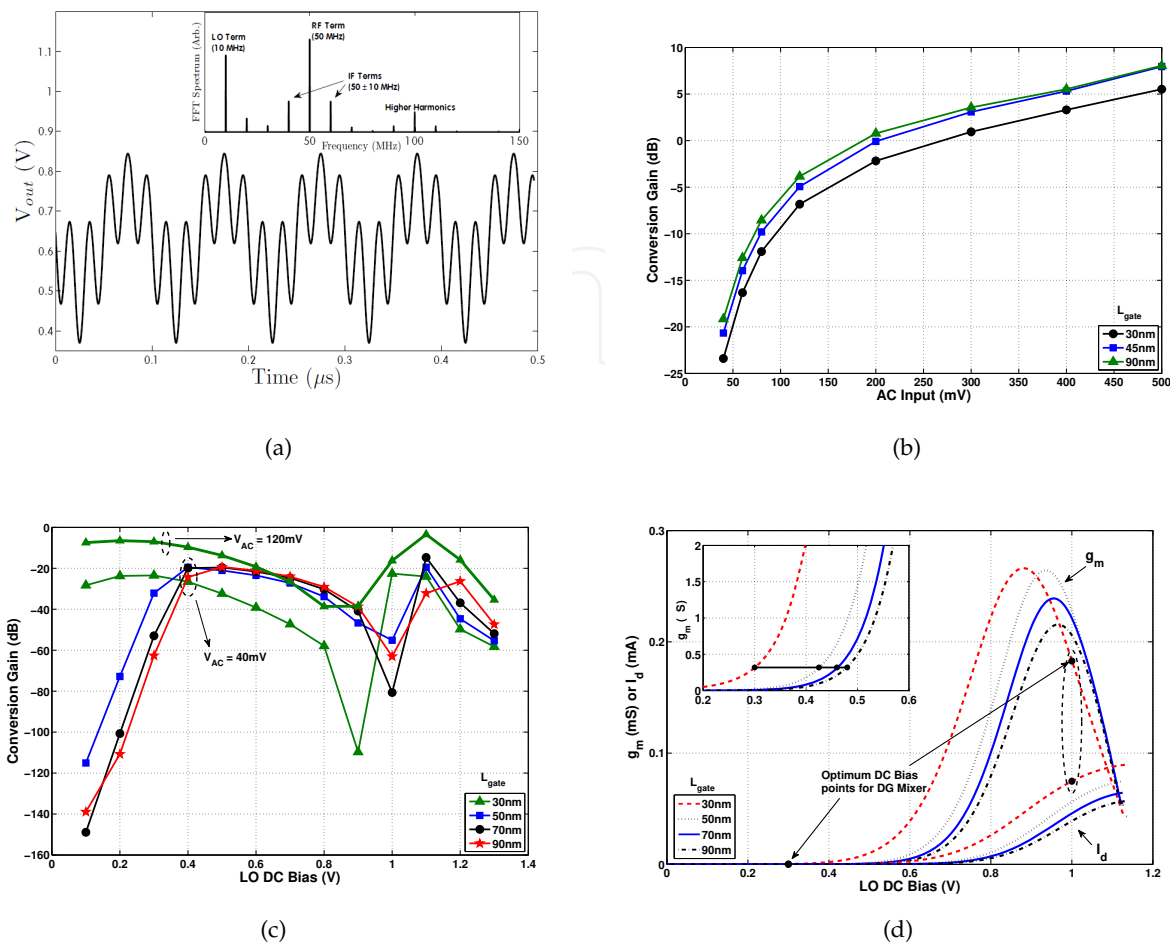 1.1
1
0.9
0.8
0.7
0.6
0.5
0.4
V_out (V)
0
0.1
0.2
0.3
0.4
0.5
Time (μs)
FFT Spectrum (Arb.)
LO Term
(10 MHz)
RF Term
(50 MHz)
IF Terms
(50 ± 10 MHz)
Higher Harmonics
0
50
100
150
Frequency (MHz)
(a)
10
5
0
−5
−10
−15
−20
−25
Conversion Gain (dB)
0
50
100
150
200
250
300
350
400
450
500
AC Input (mV)
L_gate
30nm
45nm
90nm
(b)
0
−20
−40
−60
−80
−100
−120
−140
−160
Conversion Gain (dB)
V_AC = 120mV
V_AC = 40mV
0
0.2
0.4
0.6
0.8
1
1.2
1.4
LO DC Bias (V)
L_gate
30nm
50nm
70nm
90nm
(c)
0.3
0.2
0.1
0
g_m (mS) or I_d (mA)
2
1.5
1
0.5
0
g_m ( S)
0.2
0.3
0.4
0.5
0.6
g_m
Optimum DC Bias
points for DG Mixer
I_d
L_gate
30nm
50nm
70nm
90nm
0
0.2
0.4
0.6
0.8
1
1.2
LO DC Bias (V)
(d)